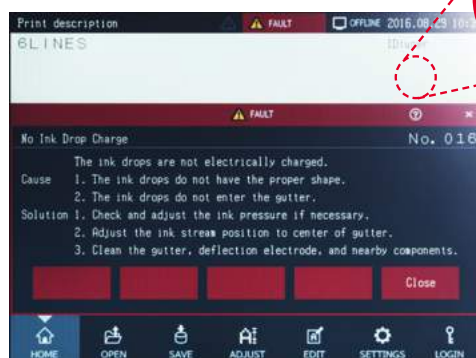 Print description FAULT OFFLINE 2016.08.29
6LINES
FAULT
No Ink Drop Charge No. 016
The ink drops are not electrically charged.
Cause 1. The ink drops do not have the proper shape.
2. The ink drops do not enter the gutter.
Solution 1. Check and adjust the ink pressure if necessary.
2. Adjust the ink stream position to center of gutter.
3. Clean the gutter, deflection electrode, and nearby components.
Close
HOME OPEN SAVE ADJUST EDIT SETTINGS LOGIN